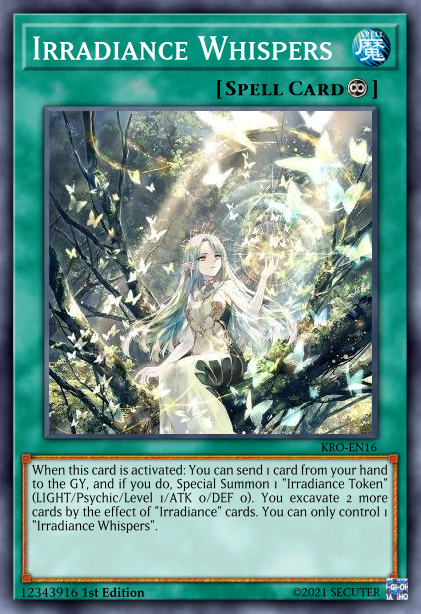 IRRADIANCE WHISPERS
魔
[SPELL CARD♾]
KRO-EN16
When this card is activated: You can send 1 card from your hand
to the GY, and if you do, Special Summon 1 "Irradiance Token"
(LIGHT/Psychic/Level 1/ATK 0/DEF 0). You excavate 2 more
cards by the effect of "Irradiance" cards. You can only control 1
"Irradiance Whispers".
12343916 1st Edition
©2021 SECUTER